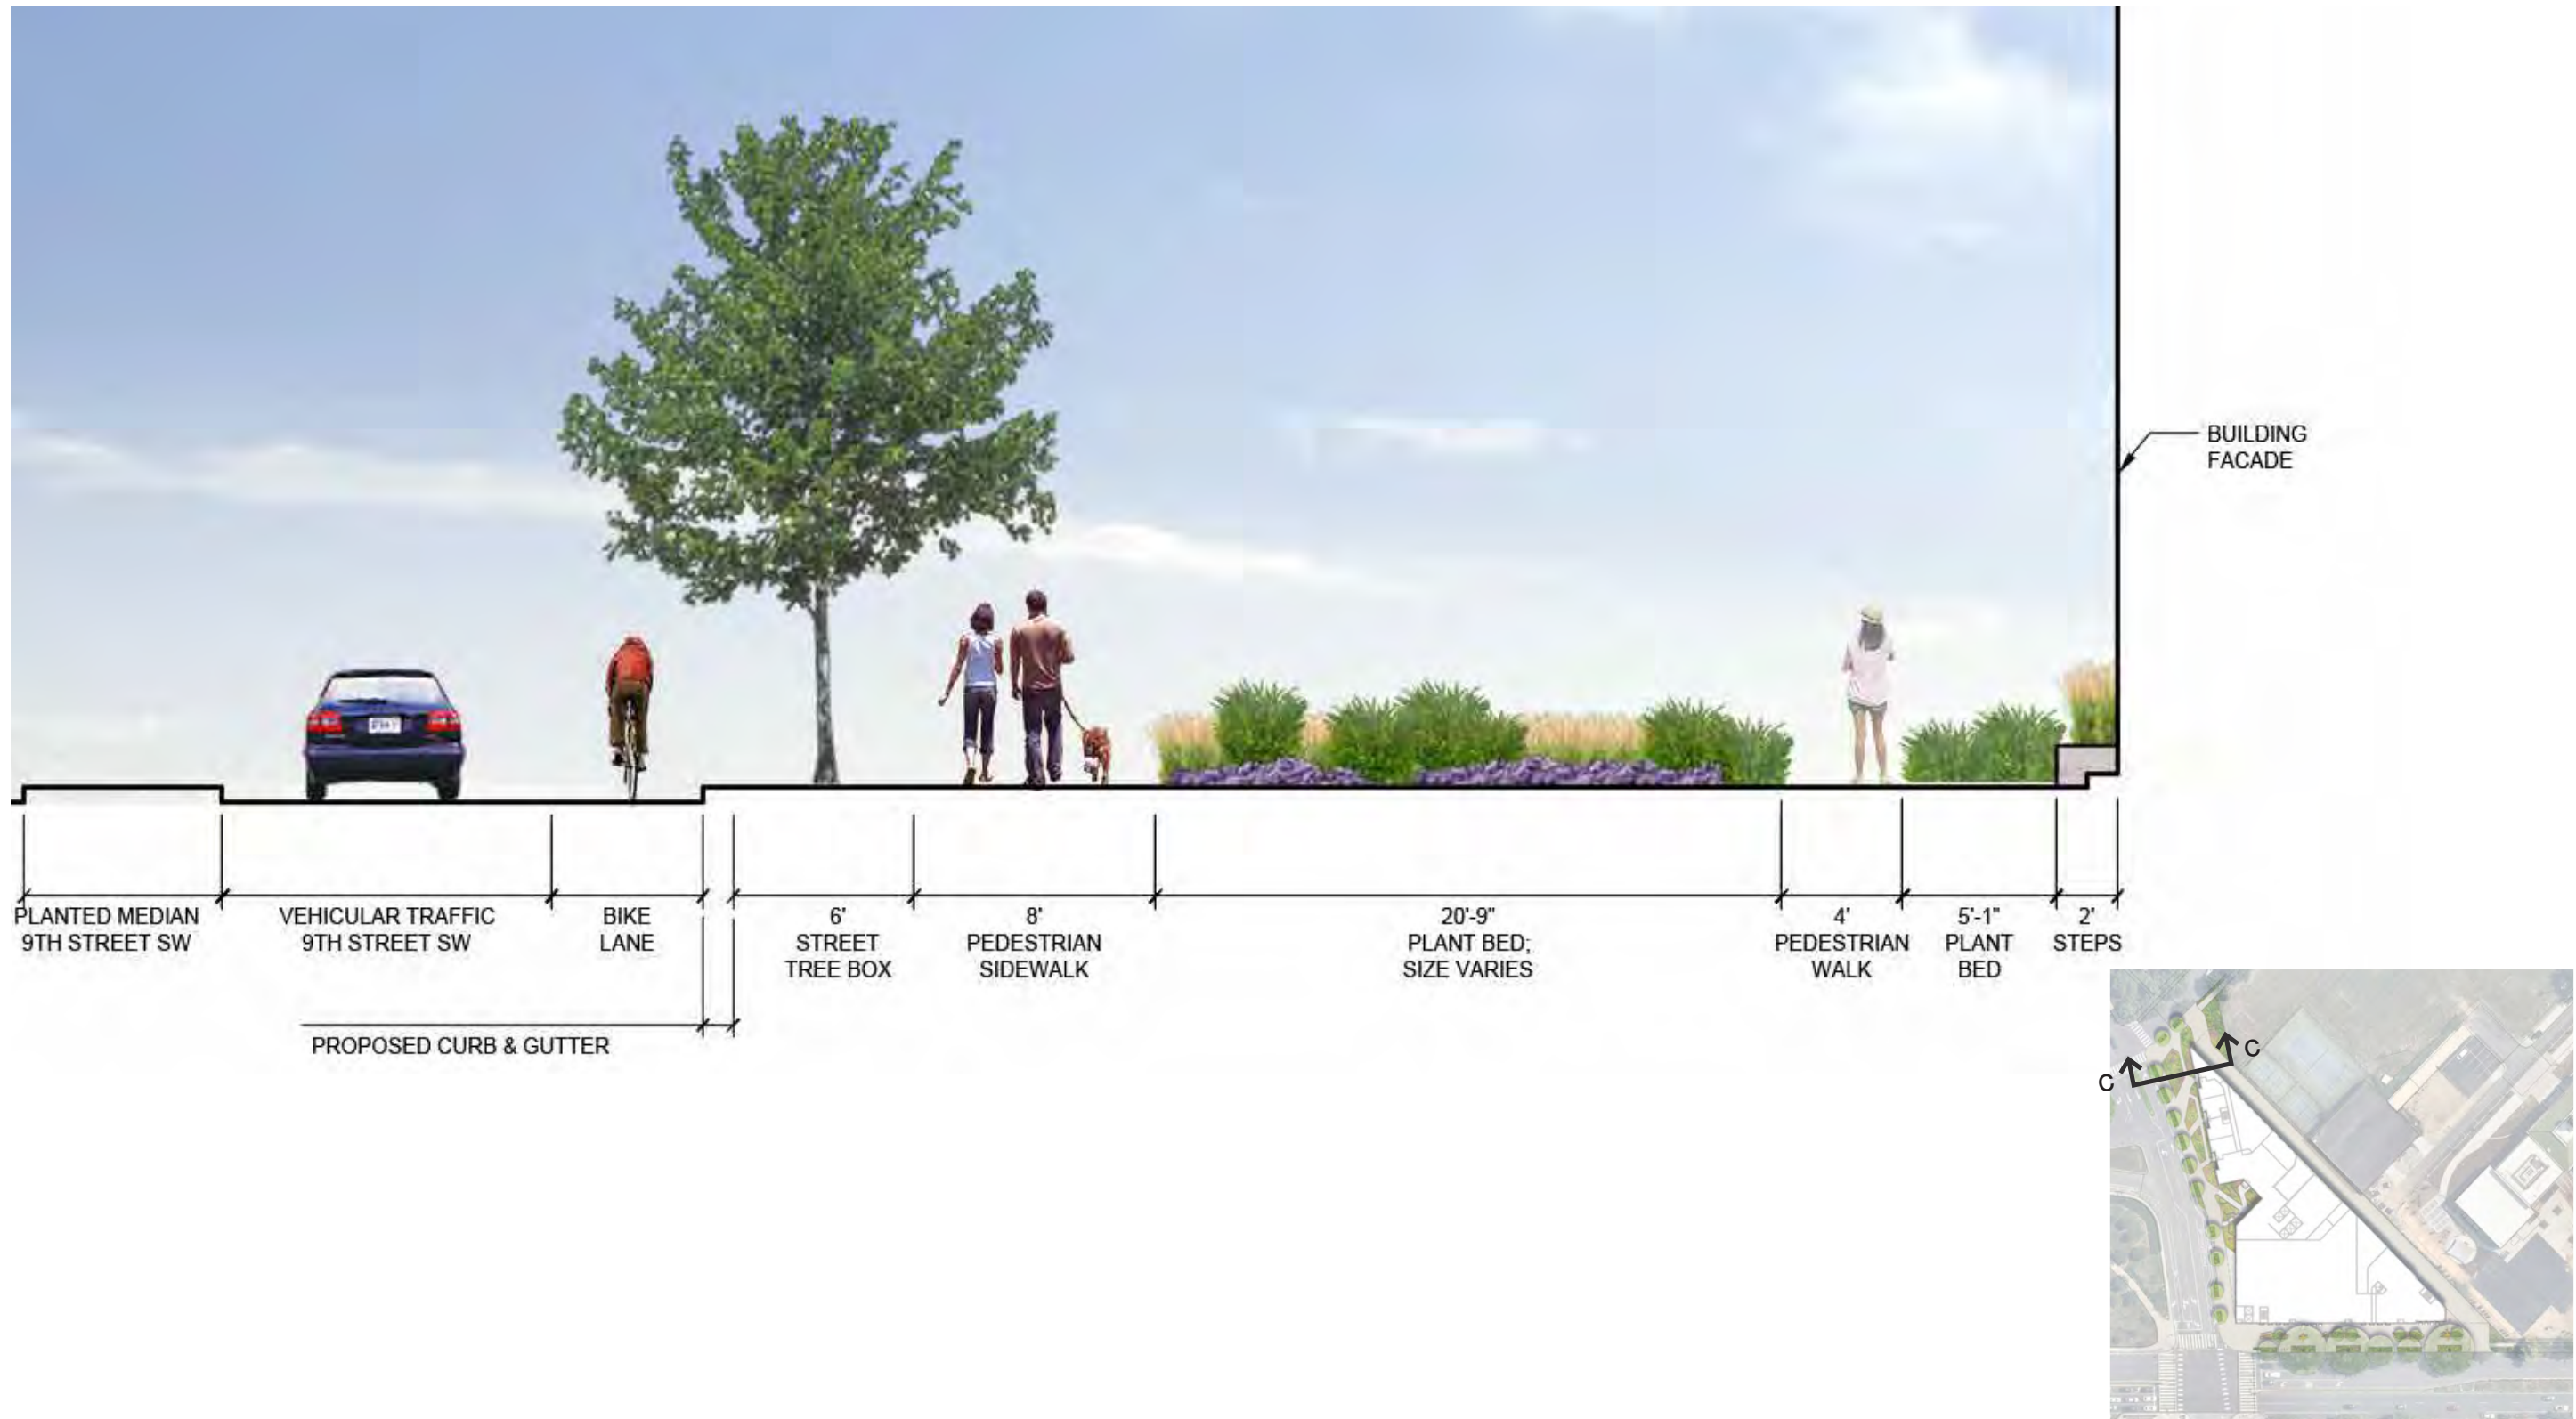 BUILDING
FACADE
PLANTED MEDIAN
9TH STREET SW
VEHICULAR TRAFFIC
9TH STREET SW
BIKE
LANE
6'
STREET
TREE BOX
8'
PEDESTRIAN
SIDEWALK
20'-9"
PLANT BED;
SIZE VARIES
4'
PEDESTRIAN
WALK
5'-1"
PLANT
BED
2'
STEPS
PROPOSED CURB & GUTTER
C
C